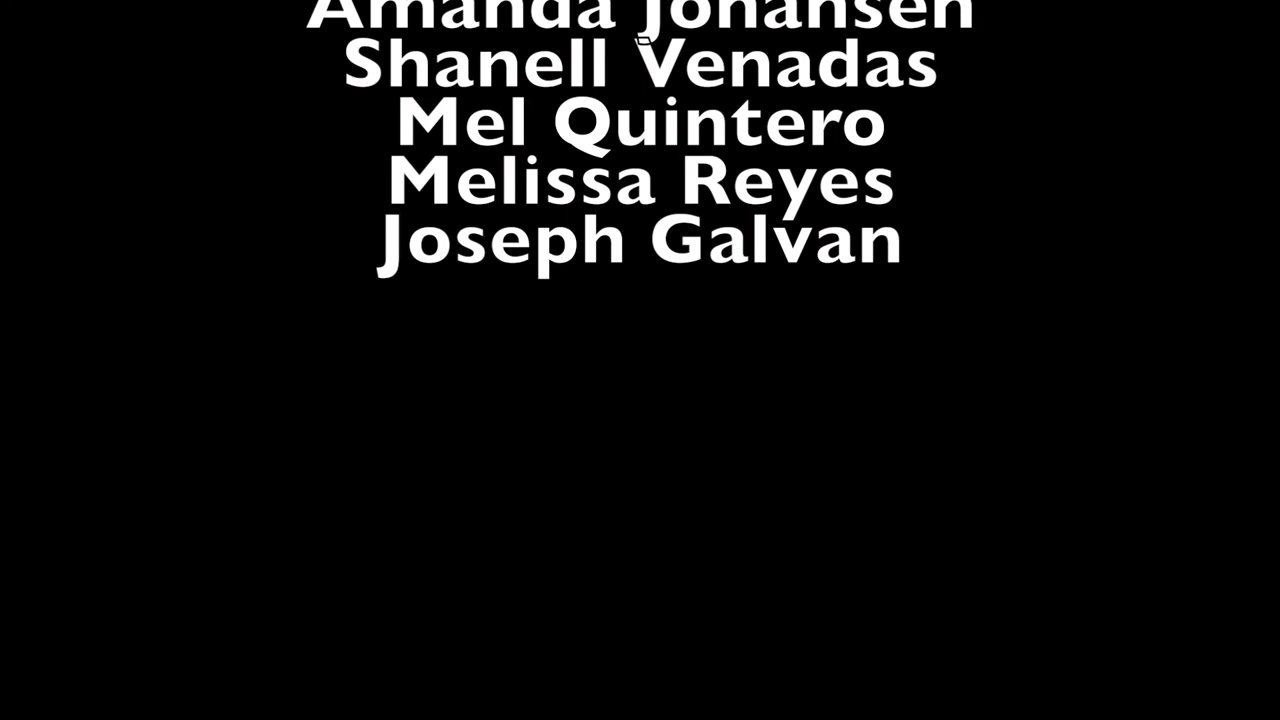 Amanda Johansen
Shanell Venadas
Mel Quintero
Melissa Reyes
Joseph Galvan